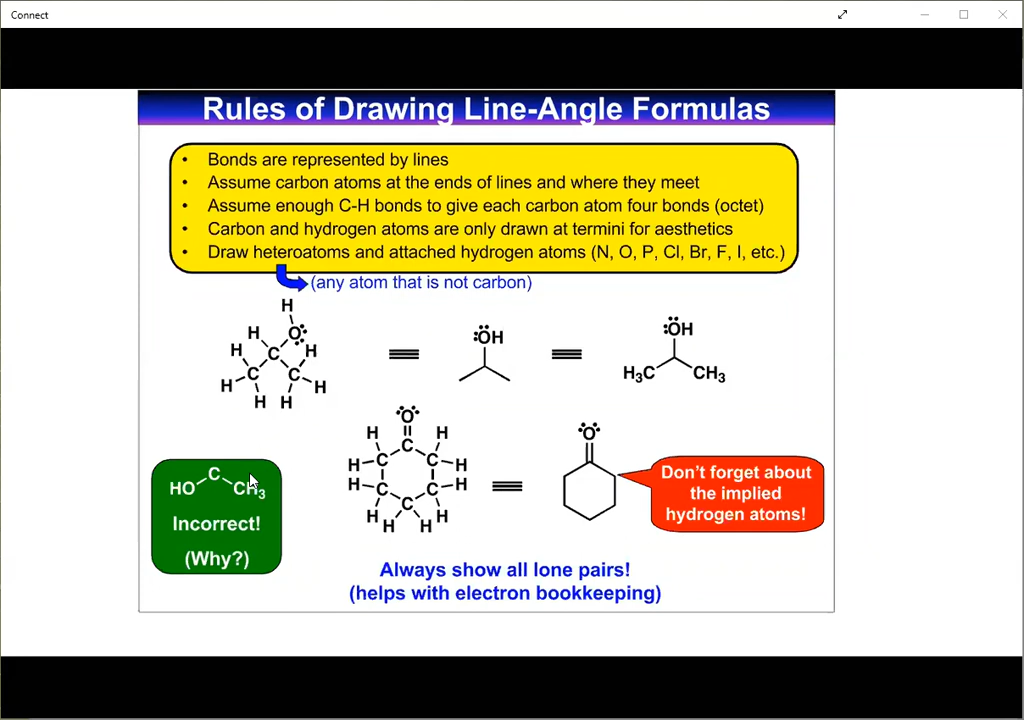 Connect
Rules of Drawing Line-Angle Formulas
• Bonds are represented by lines
• Assume carbon atoms at the ends of lines and where they meet
• Assume enough C-H bonds to give each carbon atom four bonds (octet)
• Carbon and hydrogen atoms are only drawn at termini for aesthetics
• Draw heteroatoms and attached hydrogen atoms (N, O, P, Cl, Br, F, I, etc.)
(any atom that is not carbon)
H
H O
H C H
H C C H
H H
OH
OH
H3C CH3
O
H C H
H C C H
H C C H
H C H
H H
O
Don't forget about
the implied
hydrogen atoms!
C
HO CH3
Incorrect!
(Why?)
Always show all lone pairs!
(helps with electron bookkeeping)